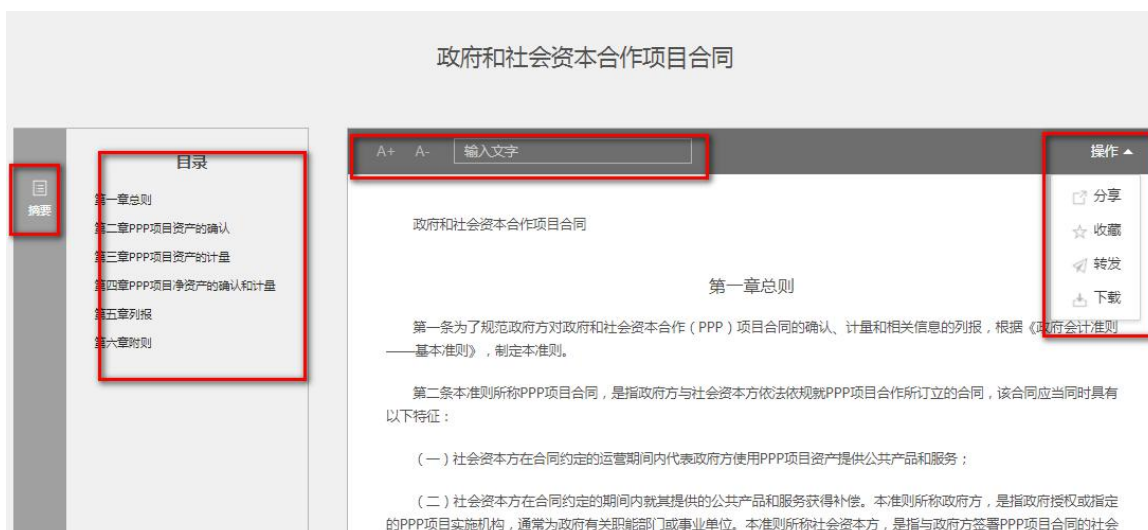 政府和社会资本合作项目合同
摘要
目录
第一章总则
第二章PPP项目资产的确认
第三章PPP项目资产的计量
第四章PPP项目净资产的确认和计量
第五章列报
第六章附则
A+ A- 输入文字 操作
分享
收藏
转发
下载
政府和社会资本合作项目合同
第一章总则
第一条为了规范政府方对政府和社会资本合作（PPP）项目合同的确认、计量和相关信息的列报，根据《政府会计准则
——基本准则》，制定本准则。
第二条本准则所称PPP项目合同，是指政府方与社会资本方依法依规就PPP项目合作所订立的合同，该合同应当同时具有
以下特征：
（一）社会资本方在合同约定的运营期间内代表政府方使用PPP项目资产提供公共产品和服务；
（二）社会资本方在合同约定的期间内就其提供的公共产品和服务获得补偿。本准则所称政府方，是指政府授权或指定
的PPP项目实施机构，通常为政府有关职能部门或事业单位。本准则所称社会资本方，是指与政府方签署PPP项目合同的社会